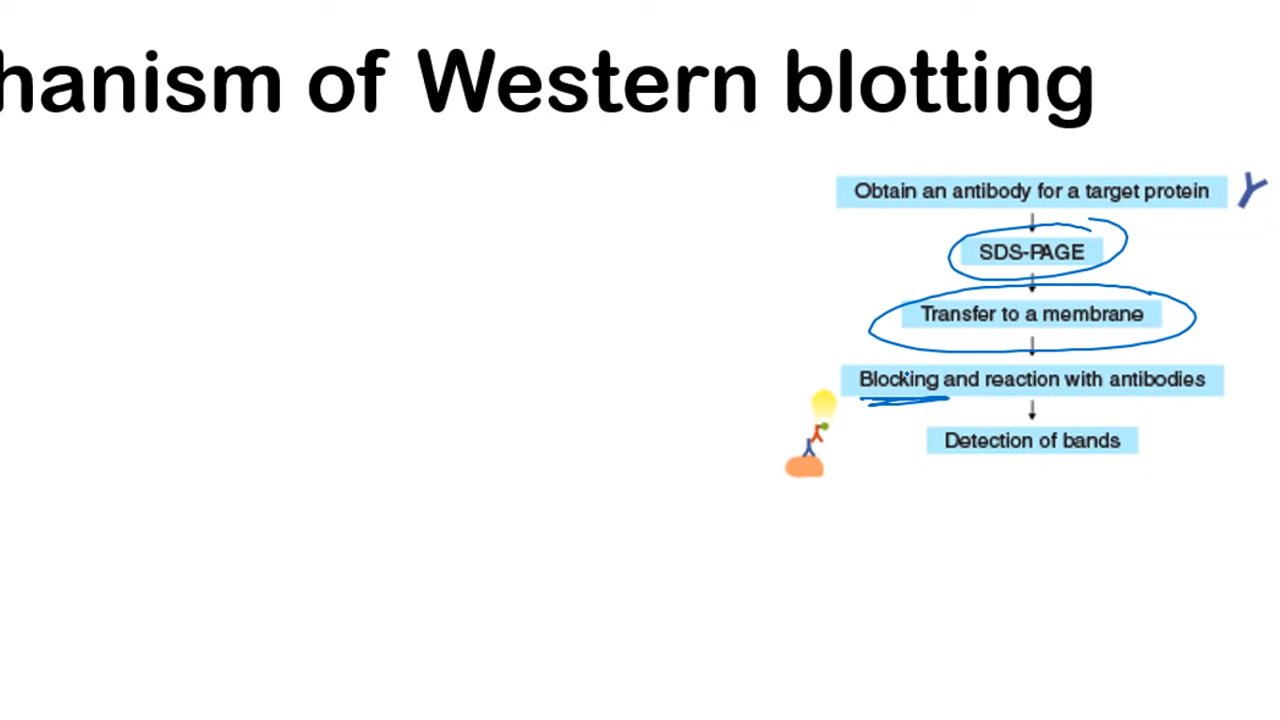 hanism of Western blotting
Obtain an antibody for a target protein
SDS-PAGE
Transfer to a membrane
Blocking and reaction with antibodies
Detection of bands